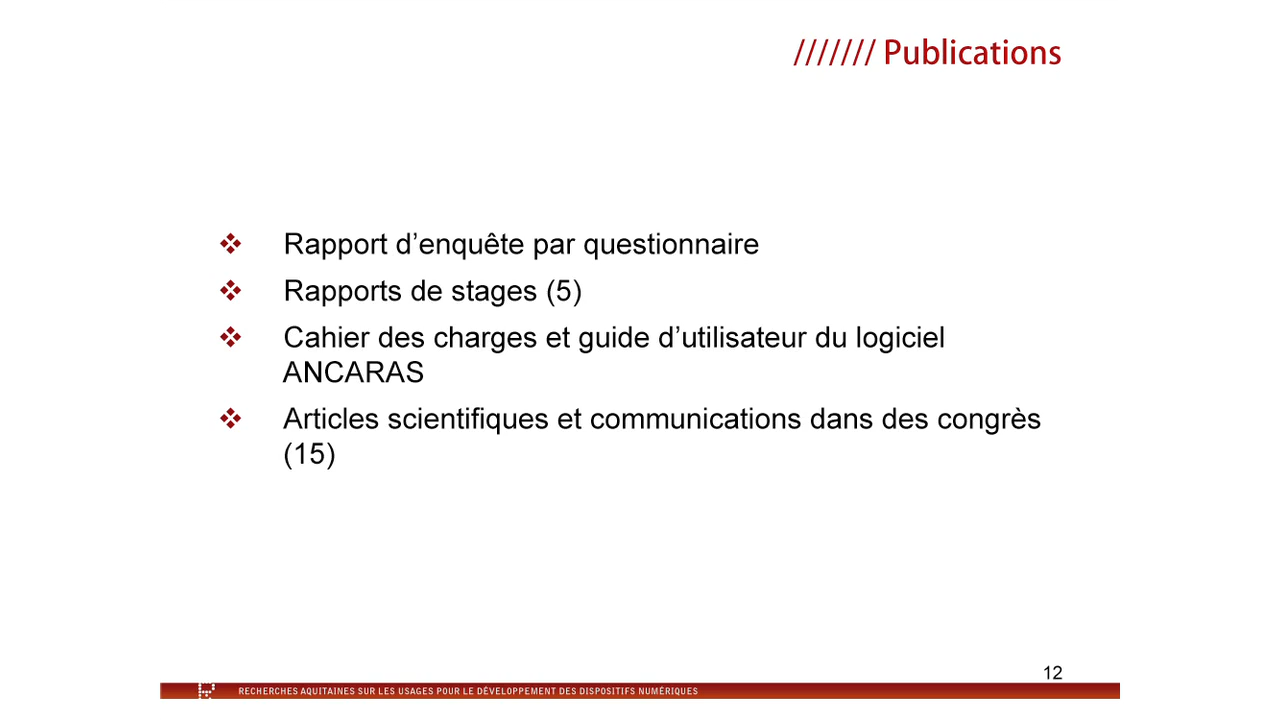 /////// Publications
❖ Rapport d’enquête par questionnaire
❖ Rapports de stages (5)
❖ Cahier des charges et guide d’utilisateur du logiciel
ANCARAS
❖ Articles scientifiques et communications dans des congrès
(15)
12
RECHERCHES AQUITAINES SUR LES USAGES POUR LE DÉVELOPPEMENT DES DISPOSITIFS NUMÉRIQUES